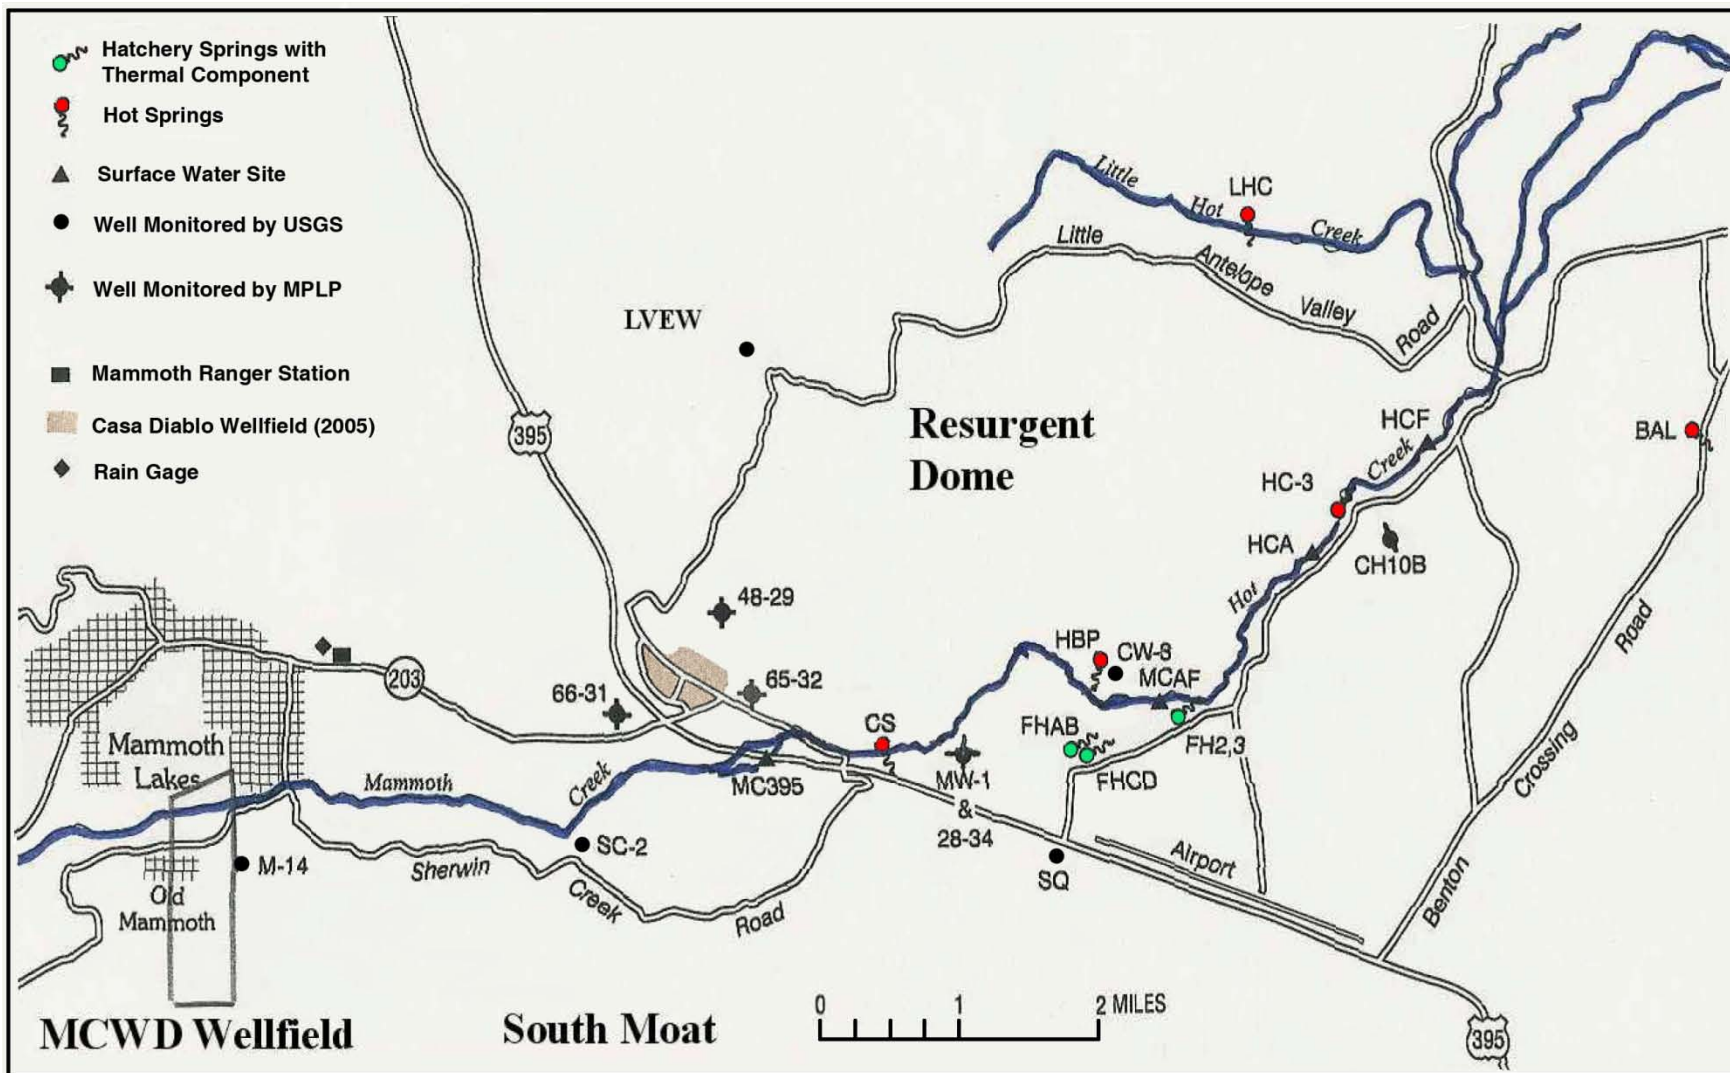 Hatchery Springs with
Thermal Component
Hot Springs
Surface Water Site
Well Monitored by USGS
Well Monitored by MPLP
Mammoth Ranger Station
Casa Diablo Wellfield (2005)
Rain Gage
395
LVEW
Little
Hot
Creek
LHC
Little
Antelope
Valley
Road
Resurgent
Dome
HCF
Creek
BAL
HC-3
HCA
CH10B
Hot
48-29
HBP
CW-8
MCAF
Road
203
66-31
65-32
CS
FHAB
FH2,3
FHCD
Mammoth
Lakes
Mammoth
Creek
MC395
MW-1
&
28-34
Crossing
M-14
SC-2
Sherwin
Creek
Road
SQ
Airport
Benton
Old
Mammoth
MCWD Wellfield
South Moat
0 1 2 MILES
395